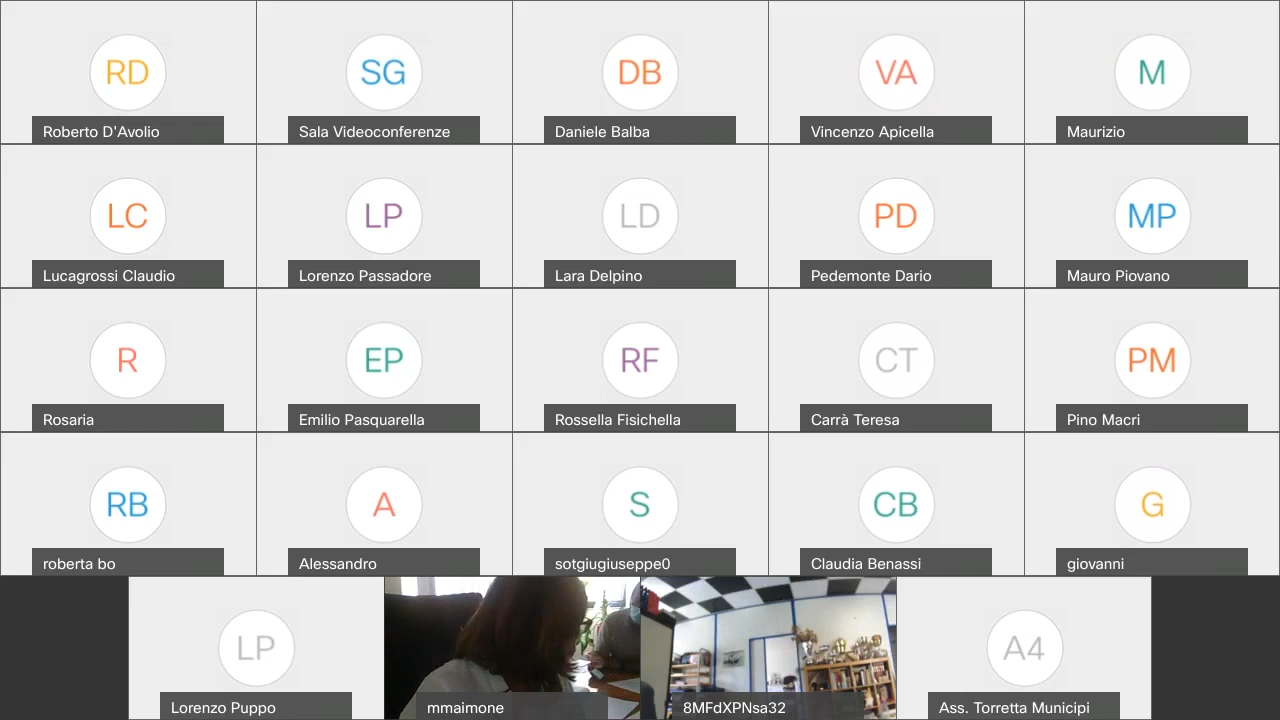 RD
Roberto D'Avolio
SG
Sala Videoconferenze
DB
Daniele Balba
VA
Vincenzo Apicella
M
Maurizio
LC
Lucagrossi Claudio
LP
Lorenzo Passadore
LD
Lara Delpino
PD
Pedemonte Dario
MP
Mauro Piovano
R
Rosaria
EP
Emilio Pasquarella
RF
Rossella Fisichella
CT
Carrà Teresa
PM
Pino Macri
RB
roberta bo
A
Alessandro
S
sotgiugiuseppe0
CB
Claudia Benassi
G
giovanni
LP
Lorenzo Puppo
mmaimone
8MFdXPNsa32
A4
Ass. Torretta Municipi